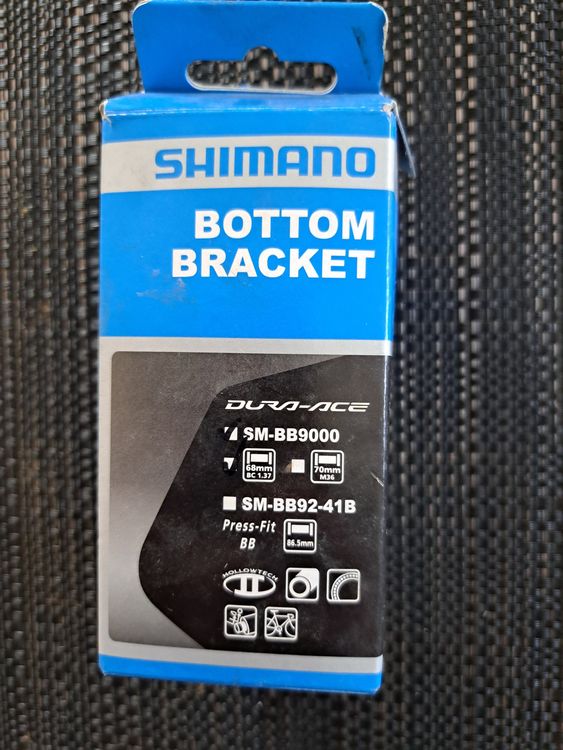 SHIMANO
BOTTOM
BRACKET
DURA-ACE
SM-BB9000
68mm 70mm
BC 1.37 M36
SM-BB92-41B
Press-Fit
BB 86.5mm
HOLLOWTECH
II